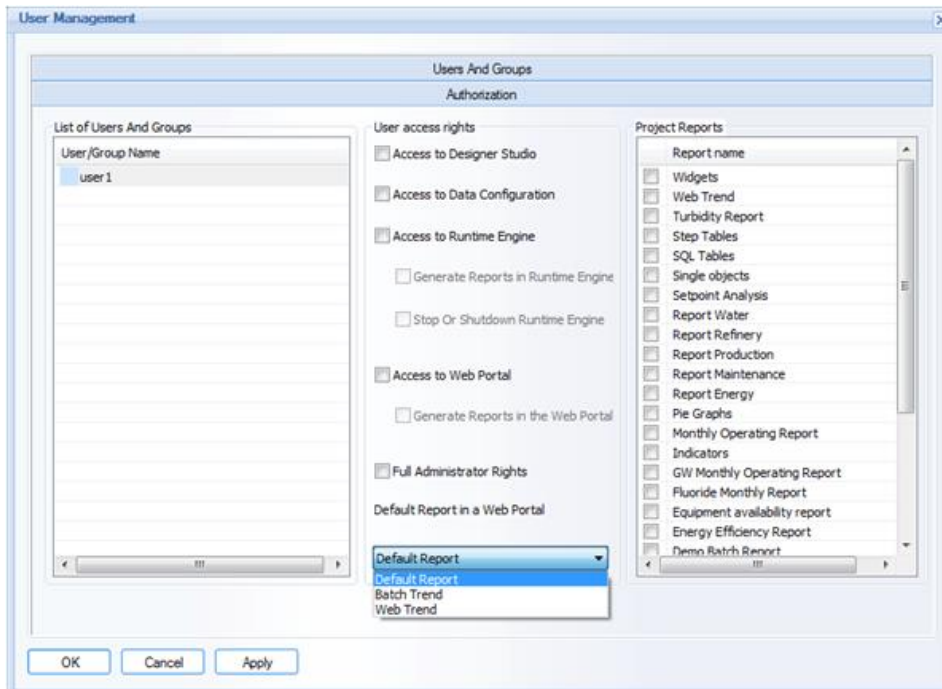 User Management
Users And Groups
Authorization
List of Users And Groups
User/Group Name
user1
User access rights
Access to Designer Studio
Access to Data Configuration
Access to Runtime Engine
Generate Reports in Runtime Engine
Stop Or Shutdown Runtime Engine
Access to Web Portal
Generate Reports in the Web Portal
Full Administrator Rights
Default Report in a Web Portal
Default Report
Default Report
Batch Trend
Web Trend
Project Reports
Report name
Widgets
Web Trend
Turbidity Report
Step Tables
SQL Tables
Single objects
Setpoint Analysis
Report Water
Report Refinery
Report Production
Report Maintenance
Report Energy
Pie Graphs
Monthly Operating Report
Indicators
GW Monthly Operating Report
Fluoride Monthly Report
Equipment availability report
Energy Efficiency Report
Demo Batch Report
OK
Cancel
Apply